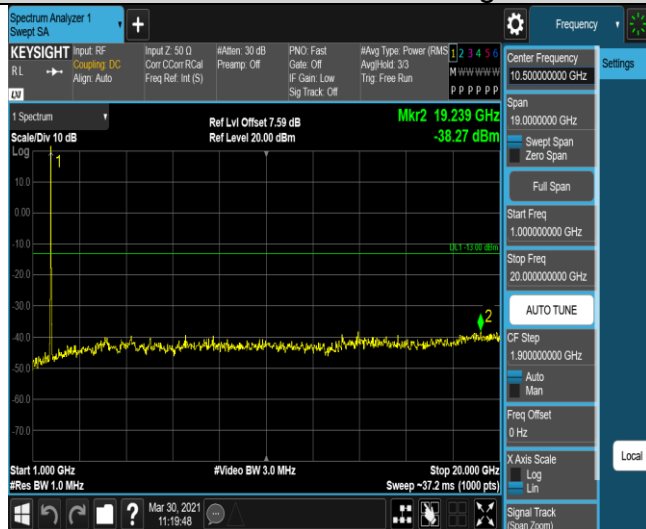 Spectrum Analyzer 1
Swept SA
Frequency
KEYSIGHT
Input: RF
Input Z: 50 Ω
#Atten: 30 dB
PNO: Fast
#Avg Type: Power (RMS
1 2 3 4 5 6
RL
Coupling: DC
Corr CCorr RCal
Preamp: Off
Gate: Off
Avg|Hold: 3/3
M W W W W W
Align: Auto
Freq Ref: Int (S)
IF Gain: Low
Trig: Free Run
Sig Track: Off
P P P P P P
LXI
1 Spectrum
Ref Lvl Offset 7.59 dB
Mkr2 19.239 GHz
Scale/Div 10 dB
Ref Level 20.00 dBm
-38.27 dBm
Log
1
10.0
0.00
-10.0
DL1 -13.00 dBm
-20.0
-30.0
2
-40.0
-50.0
-60.0
-70.0
Start 1.000 GHz
#Video BW 3.0 MHz
Stop 20.000 GHz
#Res BW 1.0 MHz
Sweep ~37.2 ms (1000 pts)
Mar 30, 2021
11:19:48
?
Center Frequency
10.500000000 GHz
Settings
Span
19.0000000 GHz
Swept Span
Zero Span
Full Span
Start Freq
1.000000000 GHz
Stop Freq
20.000000000 GHz
AUTO TUNE
CF Step
1.900000000 GHz
Auto
Man
Freq Offset
0 Hz
X Axis Scale
Log
Lin
Local
Signal Track
(Span Zoom)